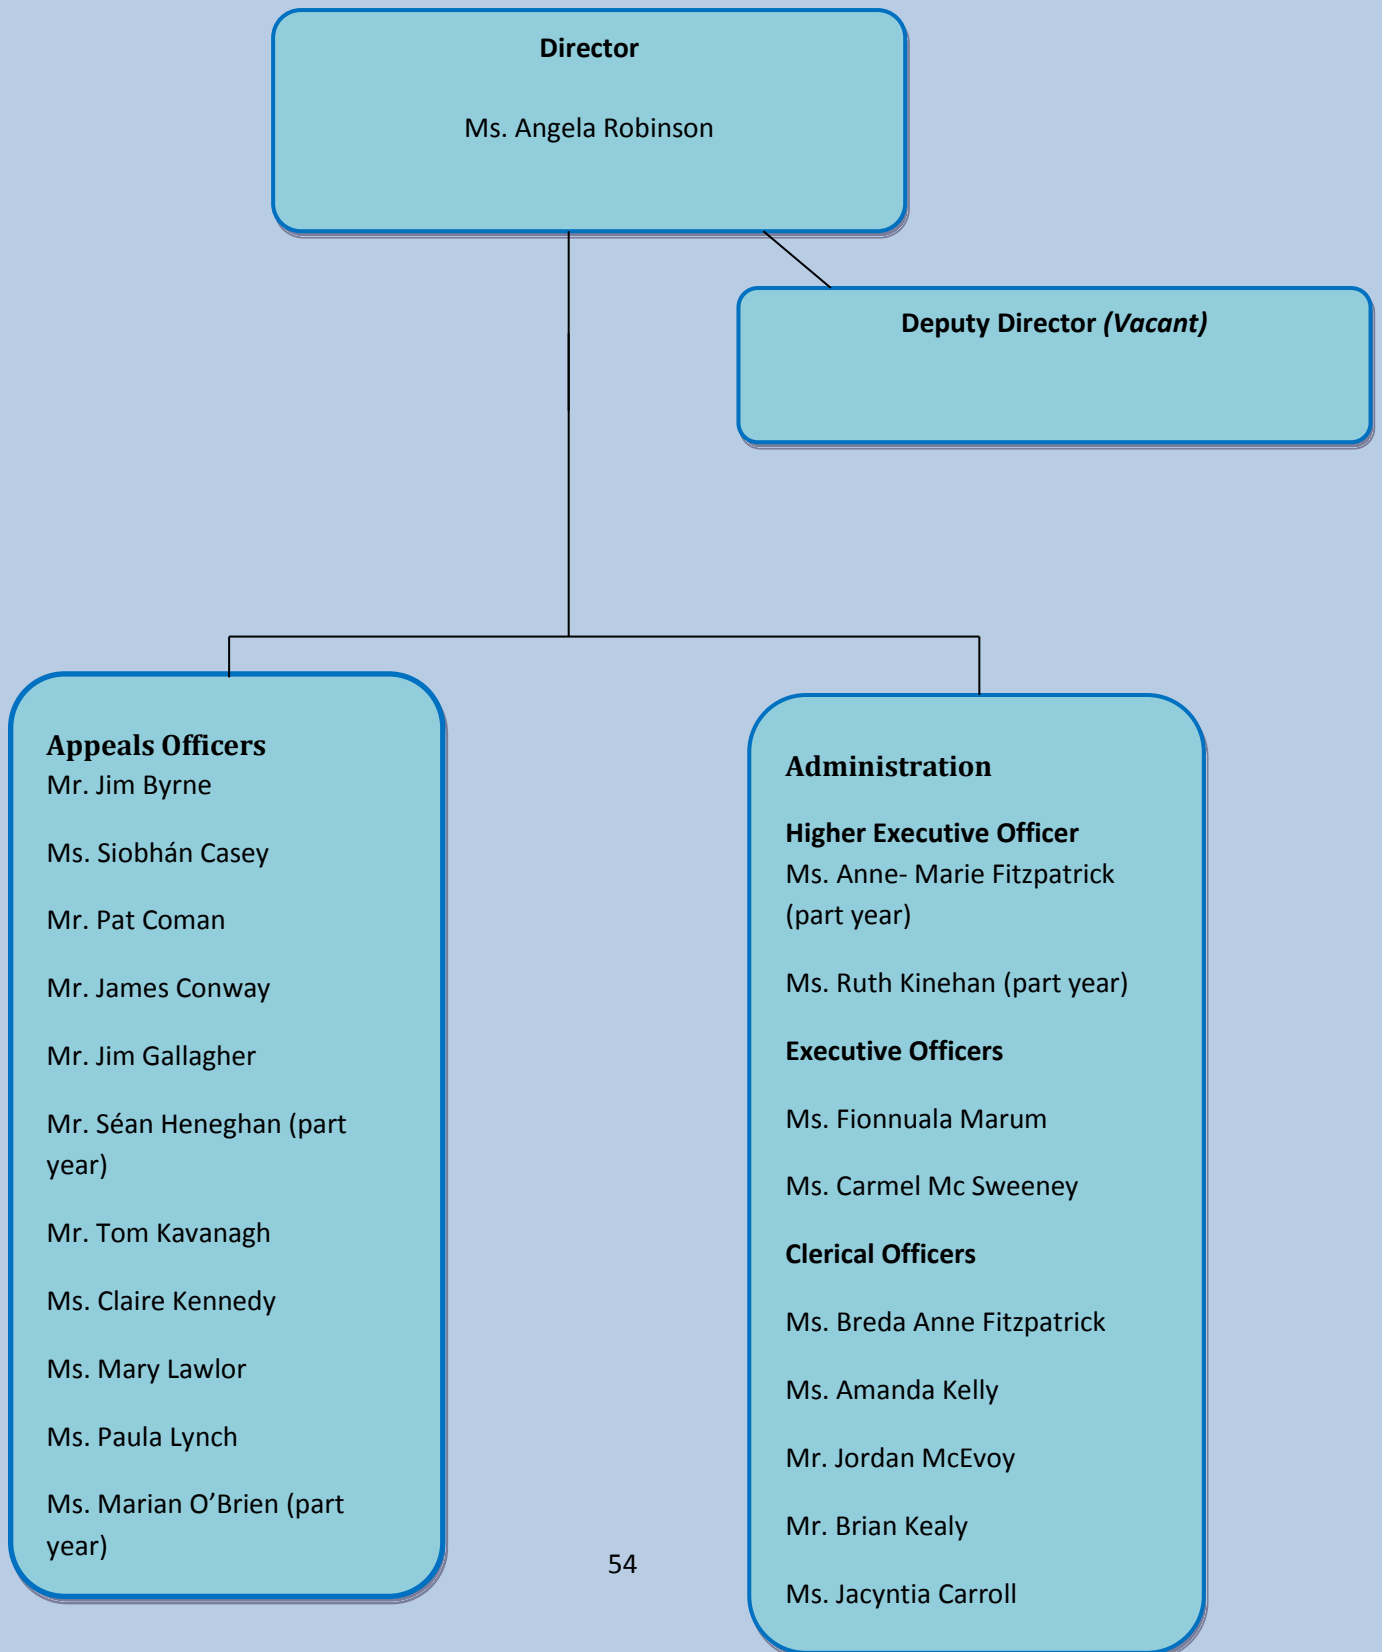 Director
Ms. Angela Robinson
Deputy Director (Vacant)
Appeals Officers
Mr. Jim Byrne
Ms. Siobhán Casey
Mr. Pat Coman
Mr. James Conway
Mr. Jim Gallagher
Mr. Séan Heneghan (part
year)
Mr. Tom Kavanagh
Ms. Claire Kennedy
Ms. Mary Lawlor
Ms. Paula Lynch
Ms. Marian O’Brien (part
year)
Administration
Higher Executive Officer
Ms. Anne- Marie Fitzpatrick
(part year)
Ms. Ruth Kinehan (part year)
Executive Officers
Ms. Fionnuala Marum
Ms. Carmel Mc Sweeney
Clerical Officers
Ms. Breda Anne Fitzpatrick
Ms. Amanda Kelly
Mr. Jordan McEvoy
Mr. Brian Kealy
Ms. Jacyntia Carroll
54